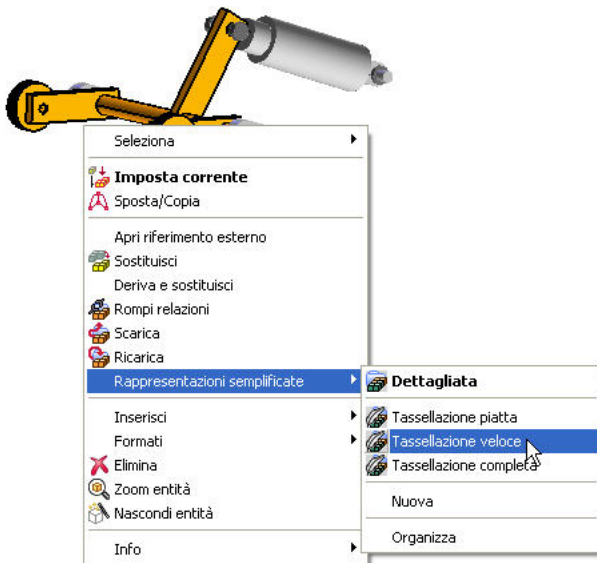 Seleziona
Imposta corrente
Sposta/Copia
Apri riferimento esterno
Sostituisci
Deriva e sostituisci
Rompi relazioni
Scarica
Ricarica
Rappresentazioni semplificate
Inserisci
Formati
Elimina
Zoom entità
Nascondi entità
Info
Dettagliata
Tassellazione piatta
Tassellazione veloce
Tassellazione completa
Nuova
Organizza